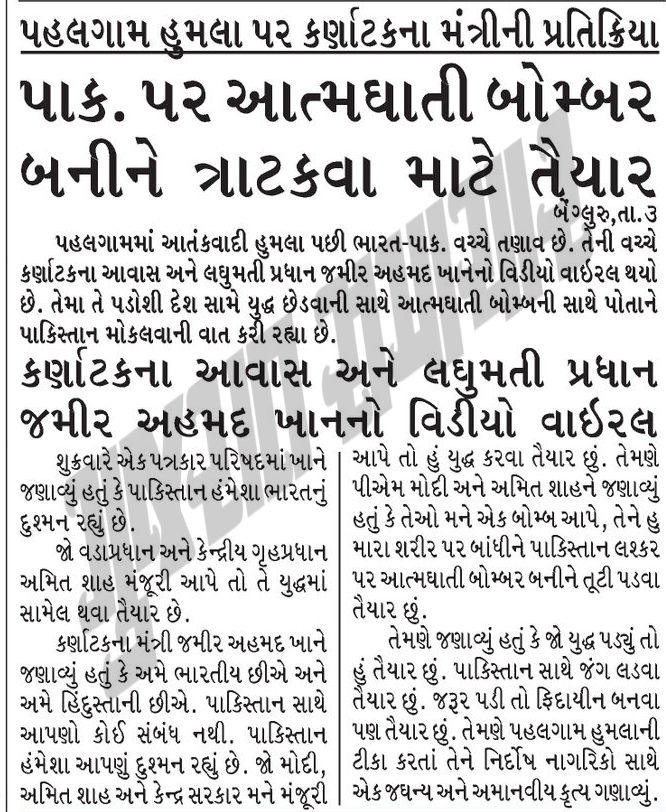 પહલગામ હુમલા પર કર્ણાટકના મંત્રીની પ્રતિક્રિયા
પાક. પર આત્મઘાતી બોમ્બર
બનીને ત્રાટકવા માટે તૈયાર
બેંગ્લુરુ,તા.૩
પહલગામમાં આતંકવાદી હુમલા પછી ભારત-પાક. વચ્ચે તણાવ છે. તેની વચ્ચે
કર્ણાટકના આવાસ અને લઘુમતી પ્રધાન જમીર અહમદ ખાનેનો વિડીયો વાઇરલ થયો
છે. તેમા તે પડોશી દેશ સામે યુદ્ધ છેડવાની સાથે આત્મઘાતી બોમ્બની સાથે પોતાને
પાકિસ્તાન મોકલવાની વાત કરી રહ્યા છે.
કર્ણાટકના આવાસ અને લઘુમતી પ્રધાન
જમીર અહમદ ખાનનો વિડીયો વાઇરલ
શુક્રવારે એક પત્રકાર પરિષદમાં ખાને
જણાવ્યું હતું કે પાકિસ્તાન હંમેશા ભારતનું
દુશ્મન રહ્યું છે.
જો વડાપ્રધાન અને કેન્દ્રીય ગૃહપ્રધાન
અમિત શાહ મંજૂરી આપે તો તે યુદ્ધમાં
સામેલ થવા તૈયાર છે.
કર્ણાટકના મંત્રી જમીર અહમદ ખાને
જણાવ્યું હતું કે અમે ભારતીય છીએ અને
અમે હિંદુસ્તાની છીએ. પાકિસ્તાન સાથે
આપણો કોઈ સંબંધ નથી. પાકિસ્તાન
હંમેશા આપણું દુશ્મન રહ્યું છે. જો મોદી,
અમિત શાહ અને કેન્દ્ર સરકાર મને મંજૂરી
આપે તો હું યુદ્ધ કરવા તૈયાર છું. તેમણે
પીએમ મોદી અને અમિત શાહને જણાવ્યું
હતું કે તેઓ મને એક બોમ્બ આપે, તેને હુ
મારા શરીર પર બાંધીને પાકિસ્તાન લશ્કર
પર આત્મઘાતી બોમ્બર બનીને તૂટી પડવા
તૈયાર છું.
તેમણે જણાવ્યું હતું કે જો યુદ્ધ પડ્યું તો
હું તૈયાર છું. પાકિસ્તાન સાથે જંગ લડવા
તૈયાર છું. જરૂર પડી તો ફિદાયીન બનવા
પણ તૈયાર છું. તેમણે પહલગામ હુમલાની
ટીકા કરતાં તેને નિર્દોષ નાગરિકો સાથે
એક જઘન્ય અને અમાનવીય કૃત્ય ગણાવ્યું.
ગુજરાત સમાચાર